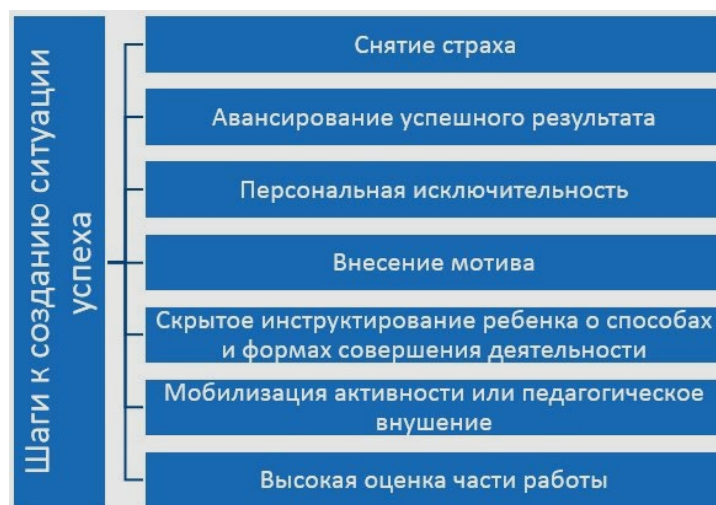 Шаги к созданию ситуации
успеха
Снятие страха
Авансирование успешного результата
Персональная исключительность
Внесение мотива
Скрытое инструктирование ребенка о способах
и формах совершения деятельности
Мобилизация активности или педагогическое
внушение
Высокая оценка части работы